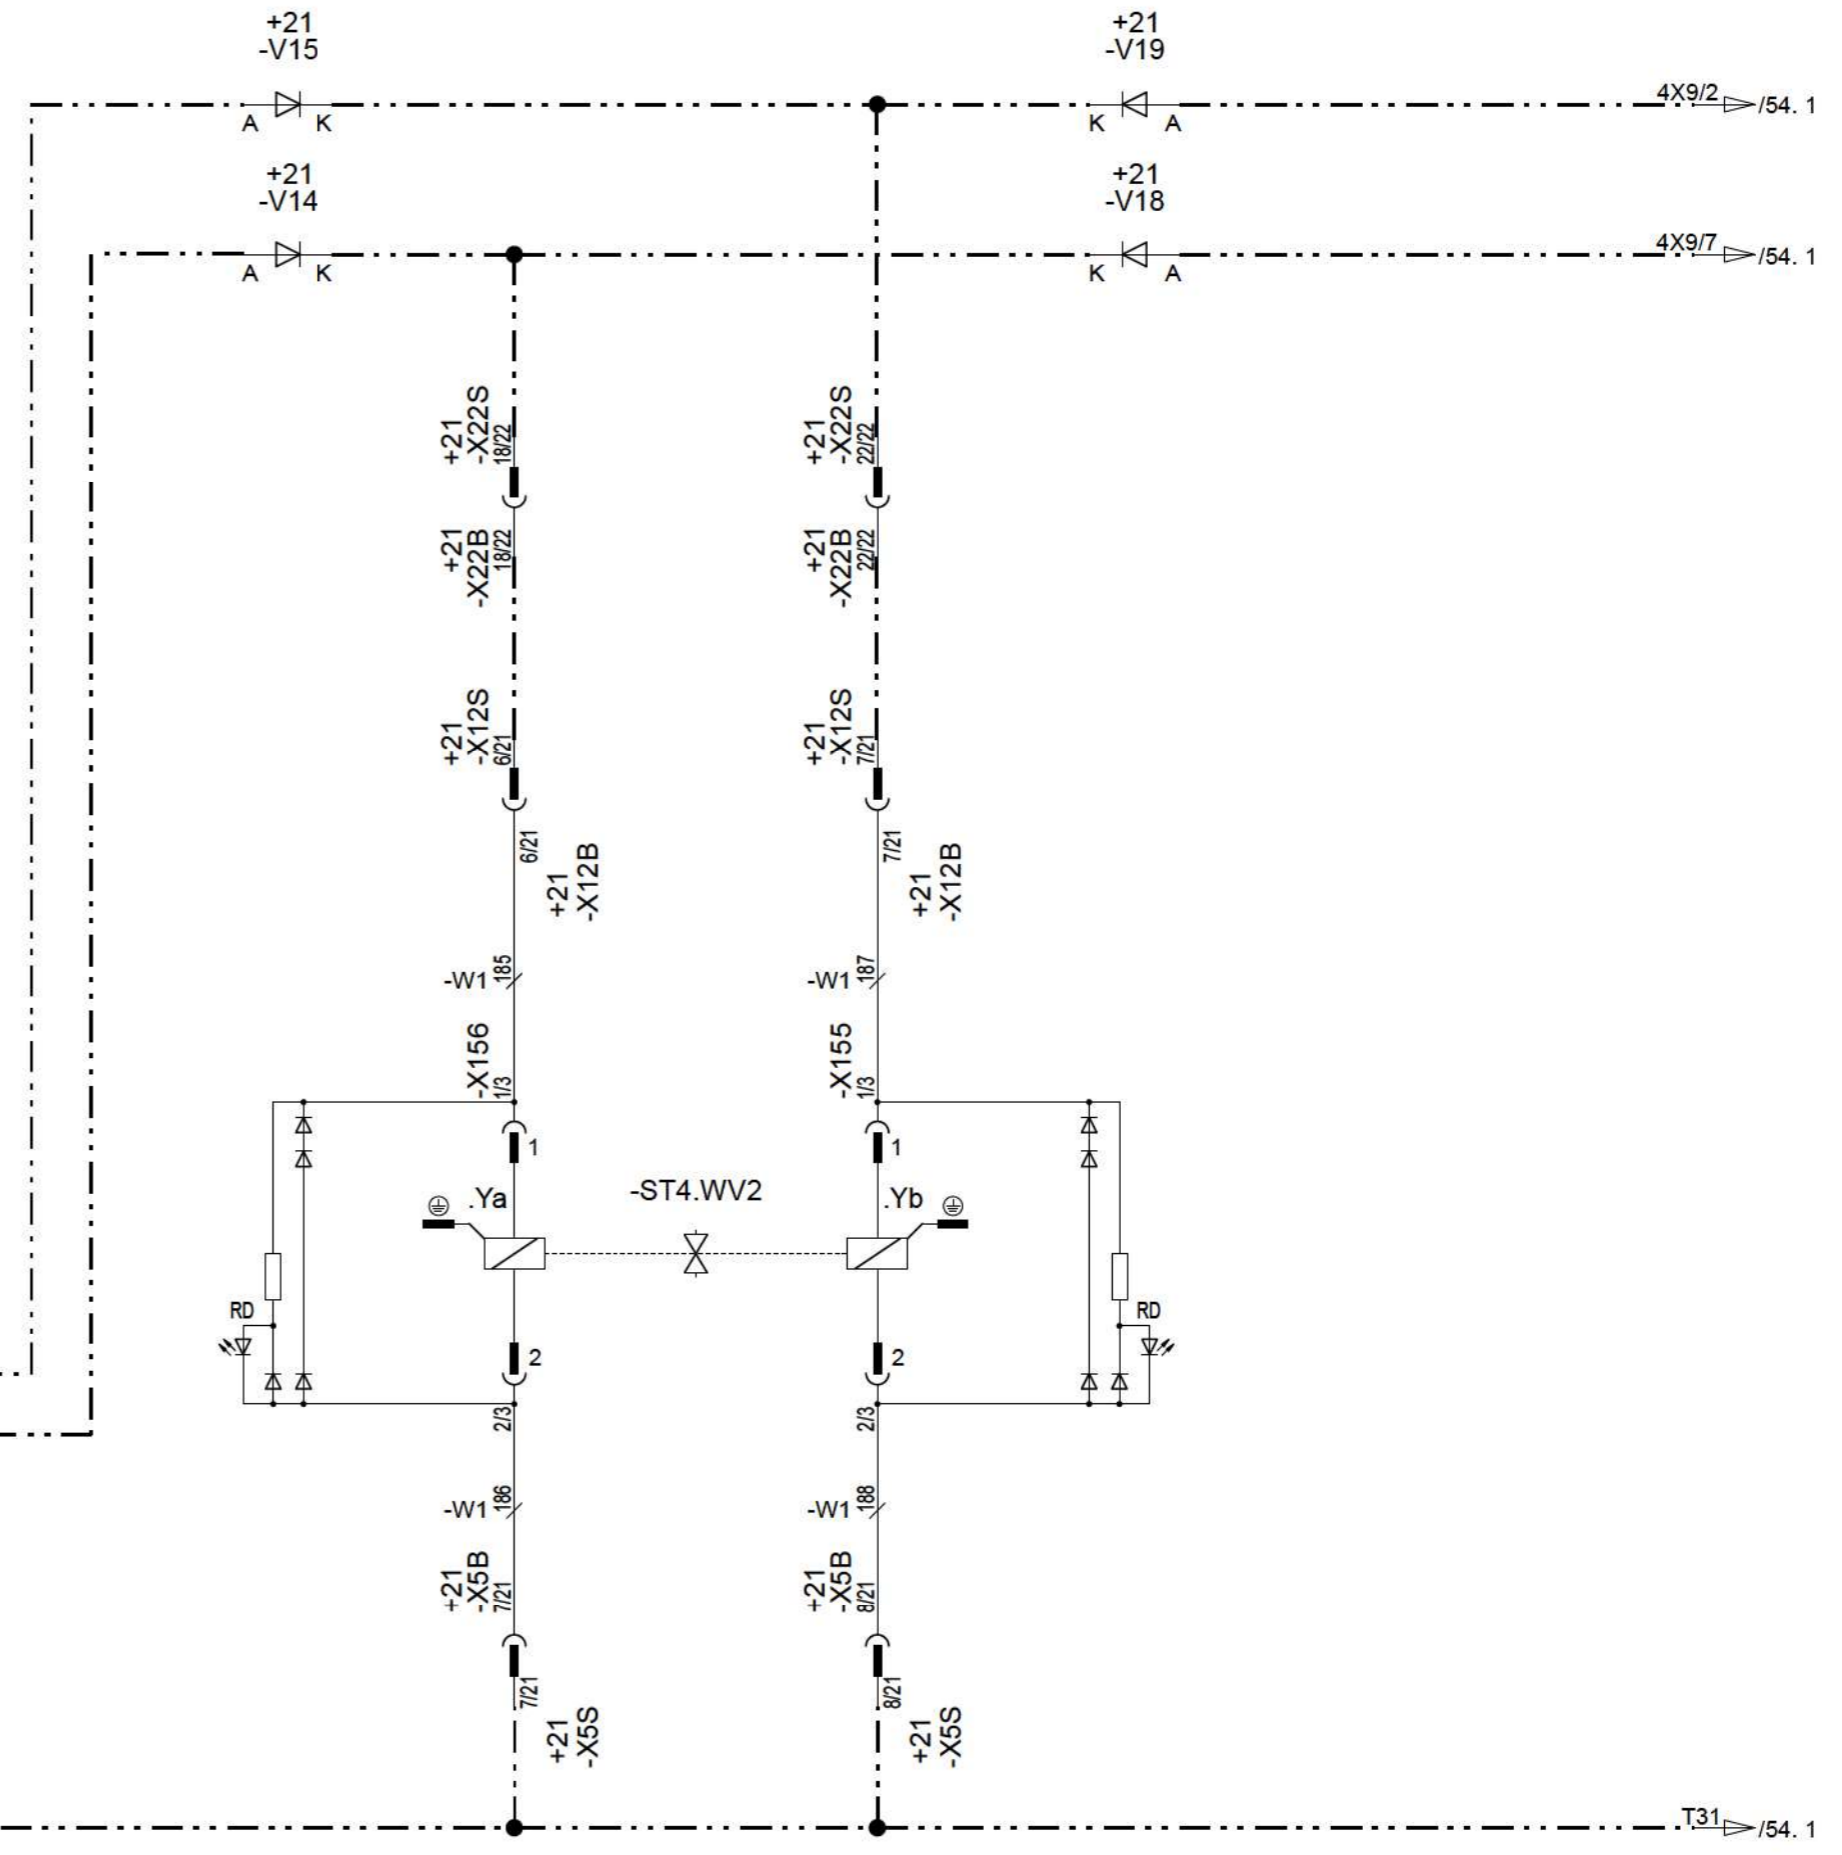 +21
-V15
+21
-V19
A
K
K
A
4X9/2
/54. 1
+21
-V14
+21
-V18
A
K
K
A
4X9/7
/54. 1
+21
-X22S
18/22
+21
-X22S
22/22
+21
-X22B
18/22
+21
-X22B
22/22
+21
-X12S
6/21
+21
-X12S
7/21
6/21
+21
-X12B
7/21
+21
-X12B
-W1
185
-W1
187
-X156
1/3
-X155
1/3
1
1
.Ya
-ST4.WV2
.Yb
RD
RD
2
2
2/3
2/3
-W1
186
-W1
188
+21
-X5B
7/21
+21
-X5B
8/21
7/21
+21
-X5S
8/21
+21
-X5S
T31
/54. 1